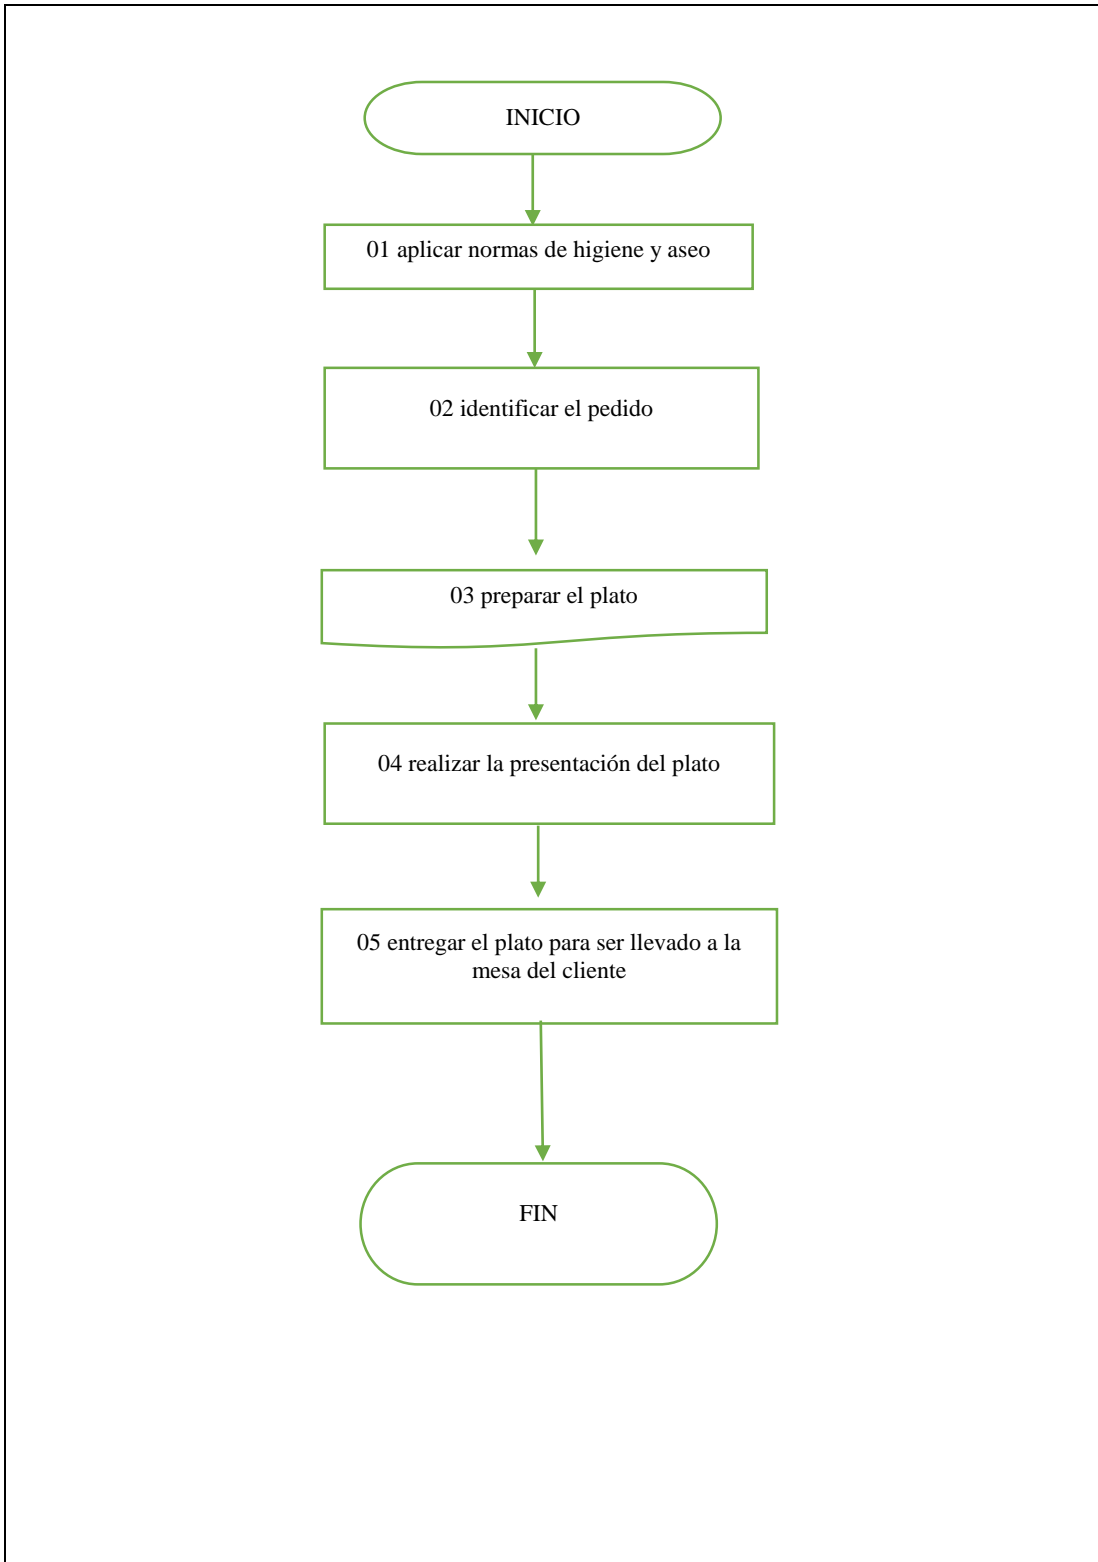 INICIO
01 aplicar normas de higiene y aseo
02 identificar el pedido
03 preparar el plato
04 realizar la presentación del plato
05 entregar el plato para ser llevado a la
mesa del cliente
FIN